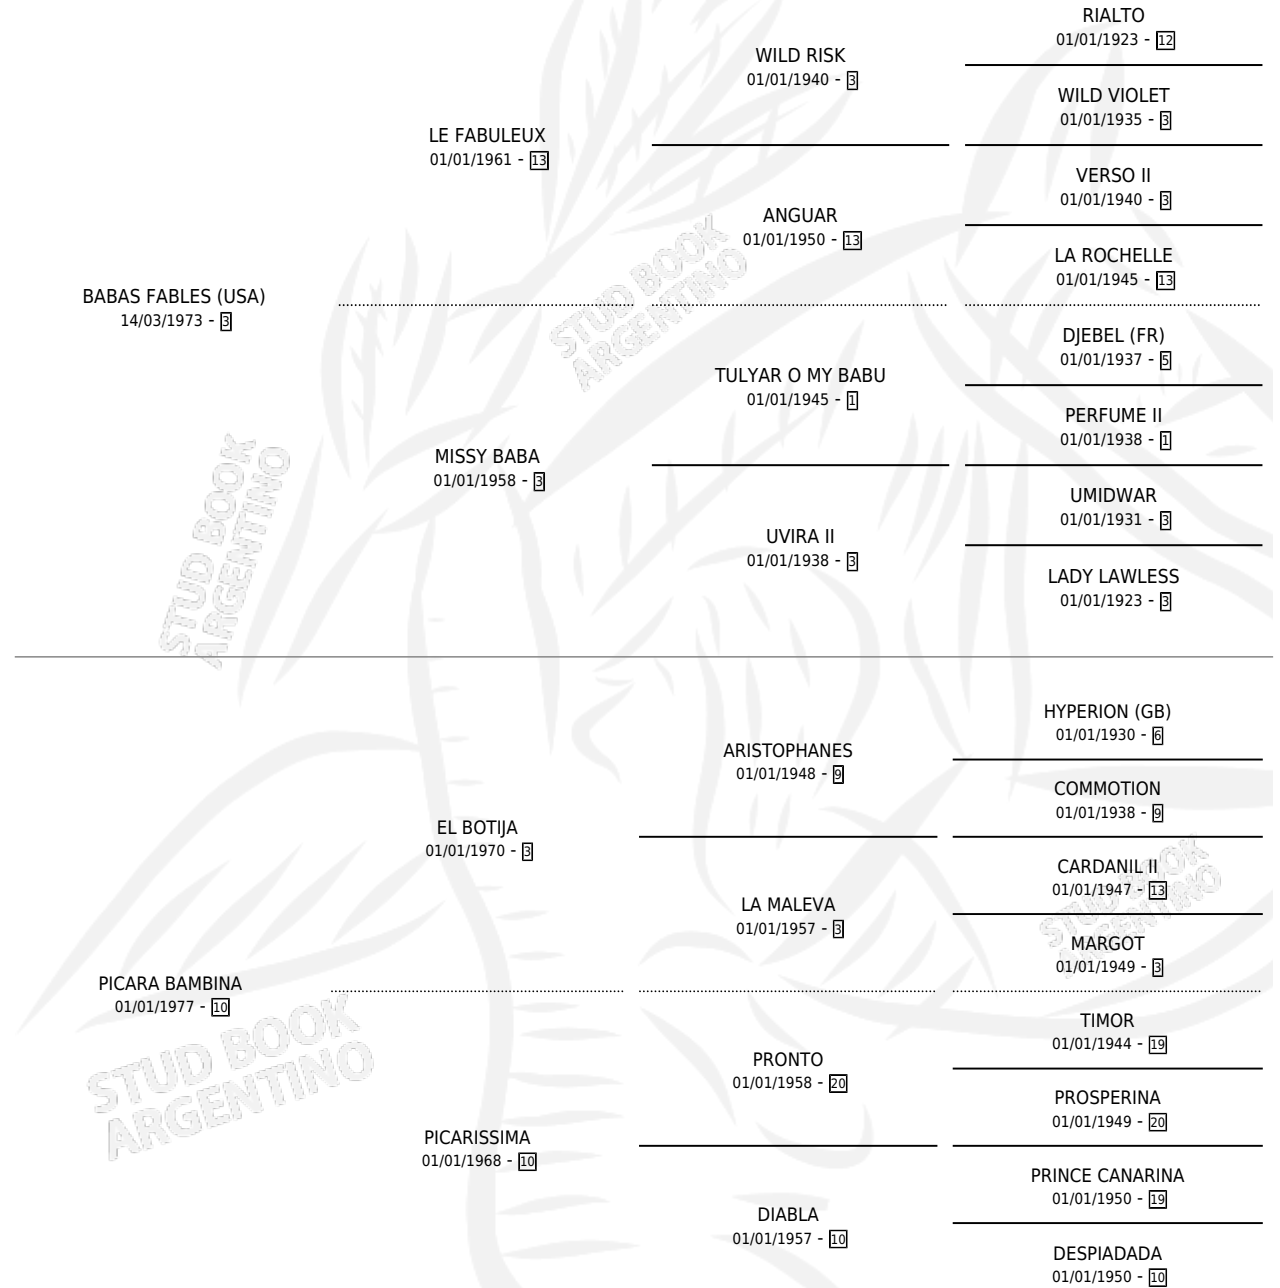 RIALTO
01/01/1923 - 12
WILD RISK
01/01/1940 - 3
WILD VIOLET
01/01/1935 - 3
LE FABULEUX
01/01/1961 - 13
VERSO II
01/01/1940 - 3
ANGUAR
01/01/1950 - 13
LA ROCHELLE
01/01/1945 - 13
BABAS FABLES (USA)
14/03/1973 - 3
DJEBEL (FR)
01/01/1937 - 5
TULYAR O MY BABU
01/01/1945 - 1
PERFUME II
01/01/1938 - 1
MISSY BABA
01/01/1958 - 3
UMIDWAR
01/01/1931 - 3
UVIRA II
01/01/1938 - 3
LADY LAWLESS
01/01/1923 - 3
STUD BOOK
ARGENTINO
STUD BOOK
ARGENTINO
HYPERION (GB)
01/01/1930 - 6
ARISTOPHANES
01/01/1948 - 9
COMMOTION
01/01/1938 - 9
EL BOTIJA
01/01/1970 - 3
CARDANIL II
01/01/1947 - 13
LA MALEVA
01/01/1957 - 3
MARGOT
01/01/1949 - 3
STUD BOOK
ARGENTINO
PICARA BAMBINA
01/01/1977 - 10
TIMOR
01/01/1944 - 19
PRONTO
01/01/1958 - 20
PROSPERINA
01/01/1949 - 20
STUD BOOK
ARGENTINO
PICARISSIMA
01/01/1968 - 10
PRINCE CANARINA
01/01/1950 - 19
DIABLA
01/01/1957 - 10
DESPIADADA
01/01/1950 - 10